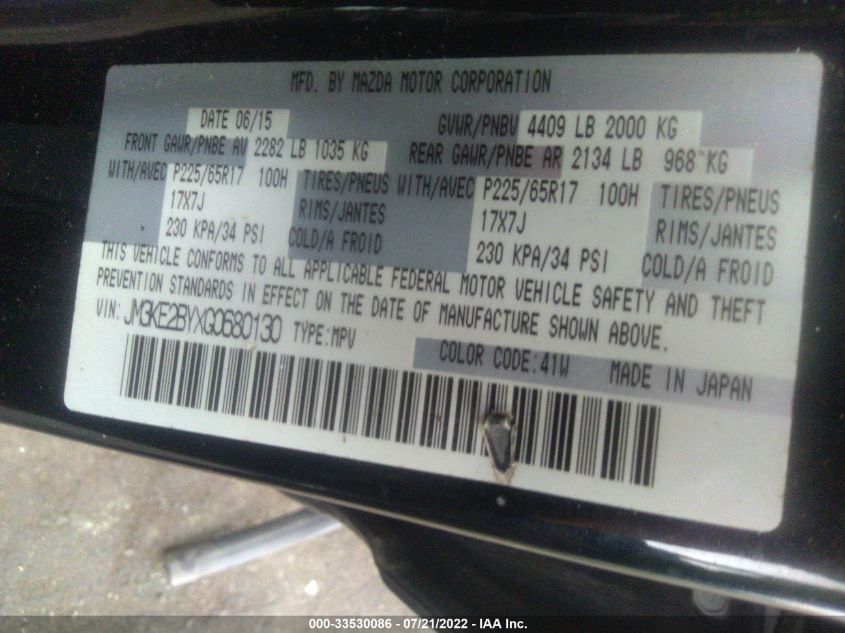 MFD. BY MAZDA MOTOR CORPORATION
DATE 06/15 GVWR/PNBV 4409 LB 2000 KG
FRONT GAWR/PNBE AV 2282 LB 1035 KG REAR GAWR/PNBE AR 2134 LB 968 KG
WITH/AVEC P225/65R17 100H TIRES/PNEUS WITH/AVEC P225/65R17 100H TIRES/PNEUS
17X7J RIMS/JANTES 17X7J RIMS/JANTES
230 KPA/34 PSI COLD/A FROID 230 KPA/34 PSI COLD/A FROID
THIS VEHICLE CONFORMS TO ALL APPLICABLE FEDERAL MOTOR VEHICLE SAFETY AND THEFT
PREVENTION STANDARDS IN EFFECT ON THE DATE OF MANUFACTURE SHOWN ABOVE.
VIN: JM3KE2BYXG0680130 TYPE:MPV
COLOR CODE:41W MADE IN JAPAN
000-33530086 - 07/21/2022 - IAA Inc.